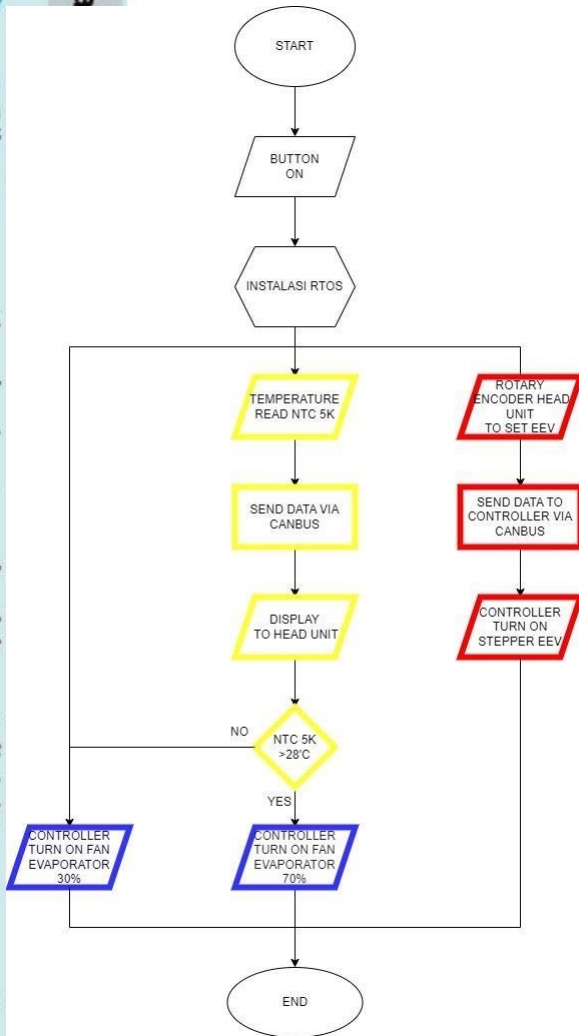 START
BUTTON
ON
INSTALASI RTOS
TEMPERATURE
READ NTC 5K
ROTARY
ENCODER HEAD
UNIT
TO SET EEV
SEND DATA VIA
CANBUS
SEND DATA TO
CONTROLLER VIA
CANBUS
DISPLAY
TO HEAD UNIT
CONTROLLER
TURN ON
STEPPER EEV
NO
NTC 5K
>28'C
YES
CONTROLLER
TURN ON FAN
EVAPORATOR
30%
CONTROLLER
TURN ON FAN
EVAPORATOR
70%
END